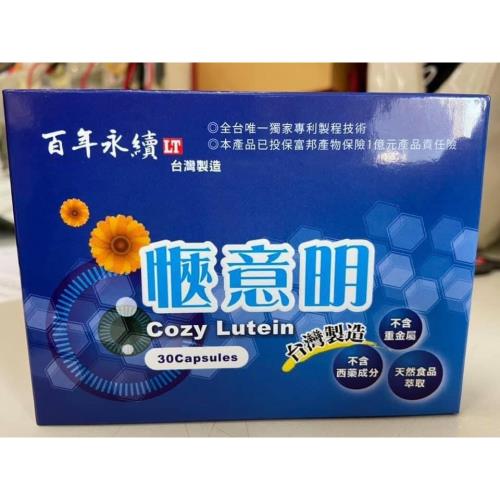 百年永續 LT
台灣製造
◎全台唯一獨家專利製程技術
◎本產品已投保富邦產物保險1億元產品責任險
愜意明
Cozy Lutein
30Capsules
台灣製造
不含
重金屬
不含
西藥成分
天然食品
萃取